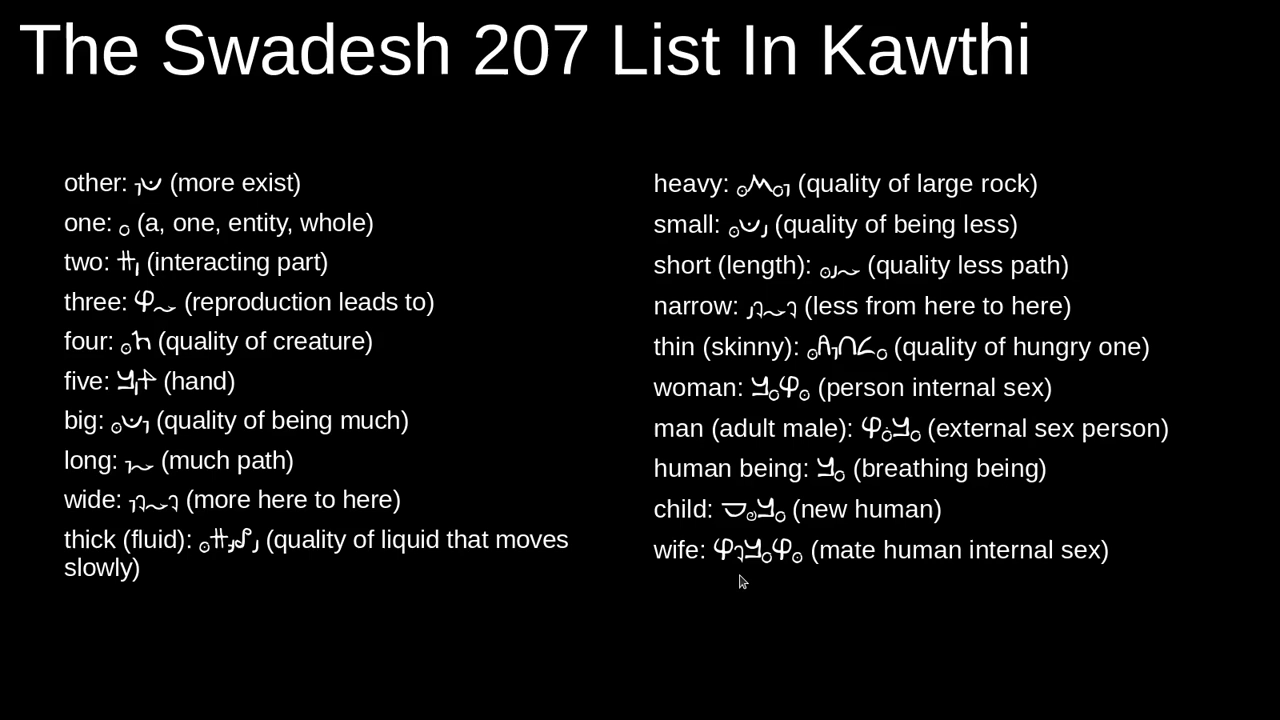 The Swadesh 207 List In Kawthi
other: (more exist)
one: (a, one, entity, whole)
two: (interacting part)
three: (reproduction leads to)
four: (quality of creature)
five: (hand)
big: (quality of being much)
long: (much path)
wide: (more here to here)
thick (fluid): (quality of liquid that moves
slowly)
heavy: (quality of large rock)
small: (quality of being less)
short (length): (quality less path)
narrow: (less from here to here)
thin (skinny): (quality of hungry one)
woman: (person internal sex)
man (adult male): (external sex person)
human being: (breathing being)
child: (new human)
wife: (mate human internal sex)